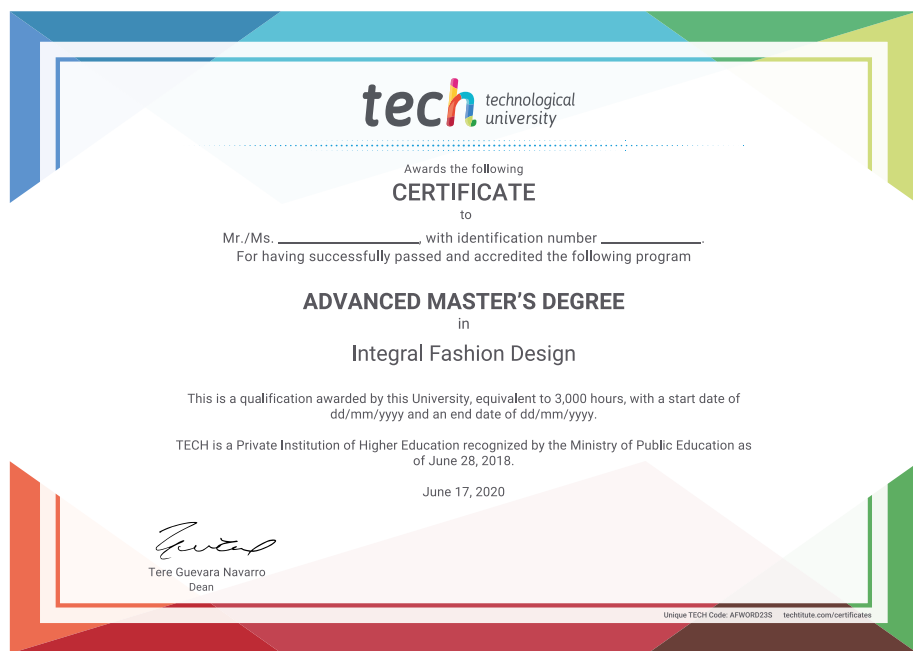 tech technological
university
Awards the following
CERTIFICATE
to
Mr./Ms. ________________, with identification number ____________.
For having successfully passed and accredited the following program
ADVANCED MASTER’S DEGREE
in
Integral Fashion Design
This is a qualification awarded by this University, equivalent to 3,000 hours, with a start date of
dd/mm/yyyy and an end date of dd/mm/yyyy.
TECH is a Private Institution of Higher Education recognized by the Ministry of Public Education as
of June 28, 2018.
June 17, 2020
Tere Guevara Navarro
Dean
Unique TECH Code: AFWORD23S techtitute.com/certificates